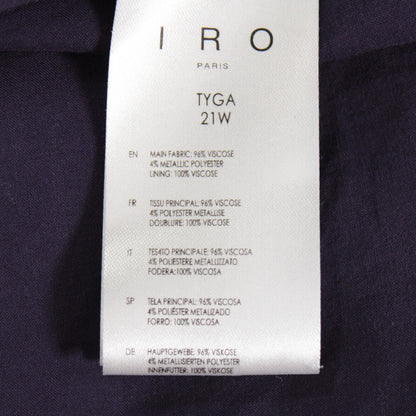 IRO
PARIS
TYGA
21W
EN MAIN FABRIC: 96% VISCOSE
4% METALLIC POLYESTER
LINING: 100% VISCOSE
FR TISSU PRINCIPAL: 96% VISCOSE
4% POLYESTER METALLISE
DOUBLURE: 100% VISCOSE
IT TES4TO PRINCIPALE: 96% VISCOSA
4% POLIESTERE METALLIZZATO
FODERA:100% VISCOSA
SP TELA PRINCIPAL: 96% VISCOSA
4% POLIÉSTER METALIZADO
FORRO: 100% VISCOSA
DE HAUPTGEWEBE: 96% VISKOSE
4% METALLISIERTEN POLYESTER
INNENFUTTER: 100% VISKOSE